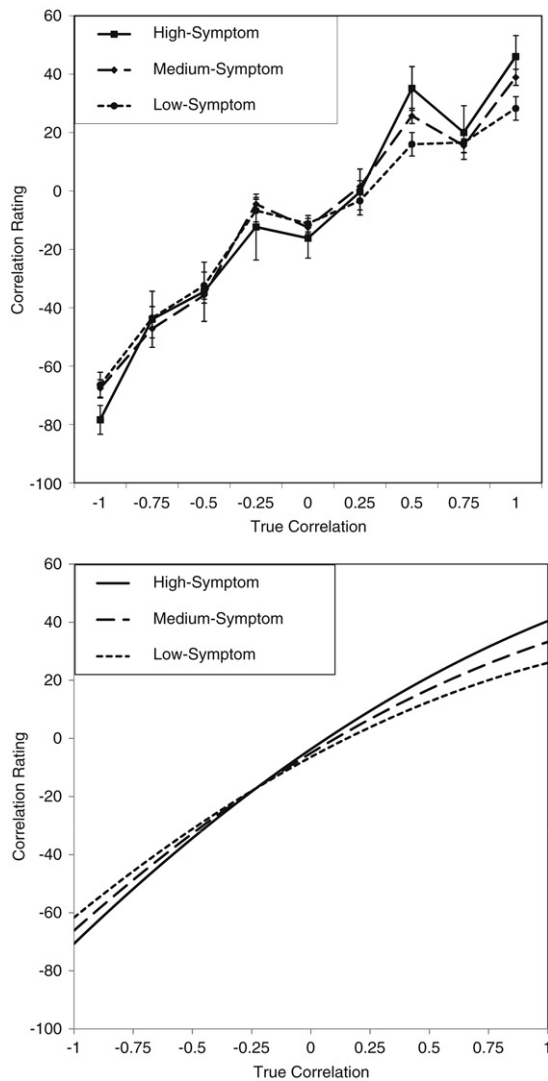 60
40
20
0
-20
-40
-60
-80
-100
Correlation Rating
High-Symptom
Medium-Symptom
Low-Symptom
-1 -0.75 -0.5 -0.25 0 0.25 0.5 0.75 1
True Correlation
60
40
20
0
-20
-40
-60
-80
-100
Correlation Rating
High-Symptom
Medium-Symptom
Low-Symptom
-1 -0.75 -0.5 -0.25 0 0.25 0.5 0.75 1
True Correlation